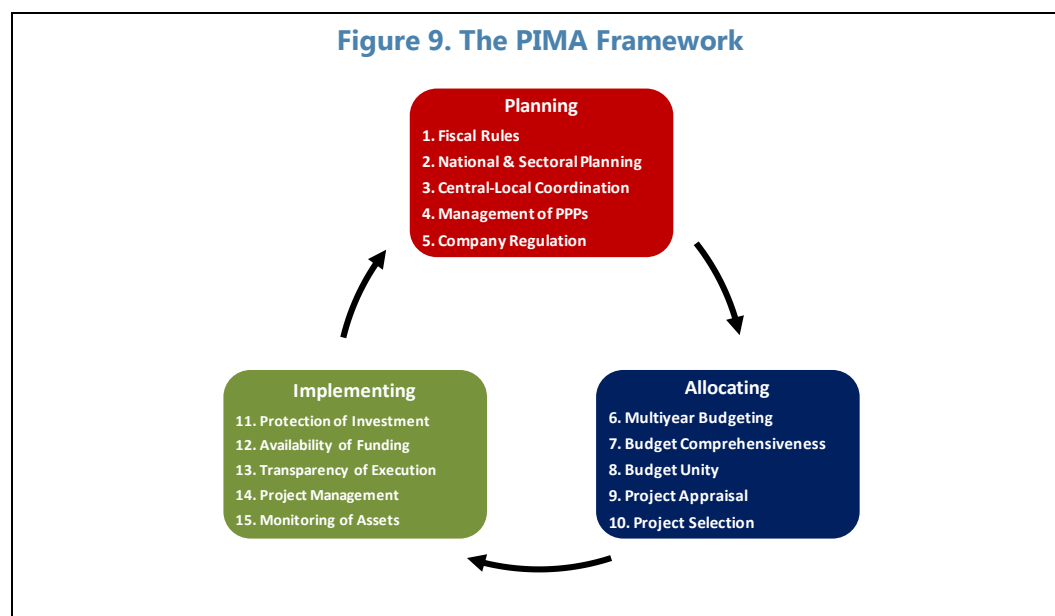 Figure 9. The PIMA Framework
Planning
1. Fiscal Rules
2. National & Sectoral Planning
3. Central-Local Coordination
4. Management of PPPs
5. Company Regulation
Implementing
11. Protection of Investment
12. Availability of Funding
13. Transparency of Execution
14. Project Management
15. Monitoring of Assets
Allocating
6. Multiyear Budgeting
7. Budget Comprehensiveness
8. Budget Unity
9. Project Appraisal
10. Project Selection